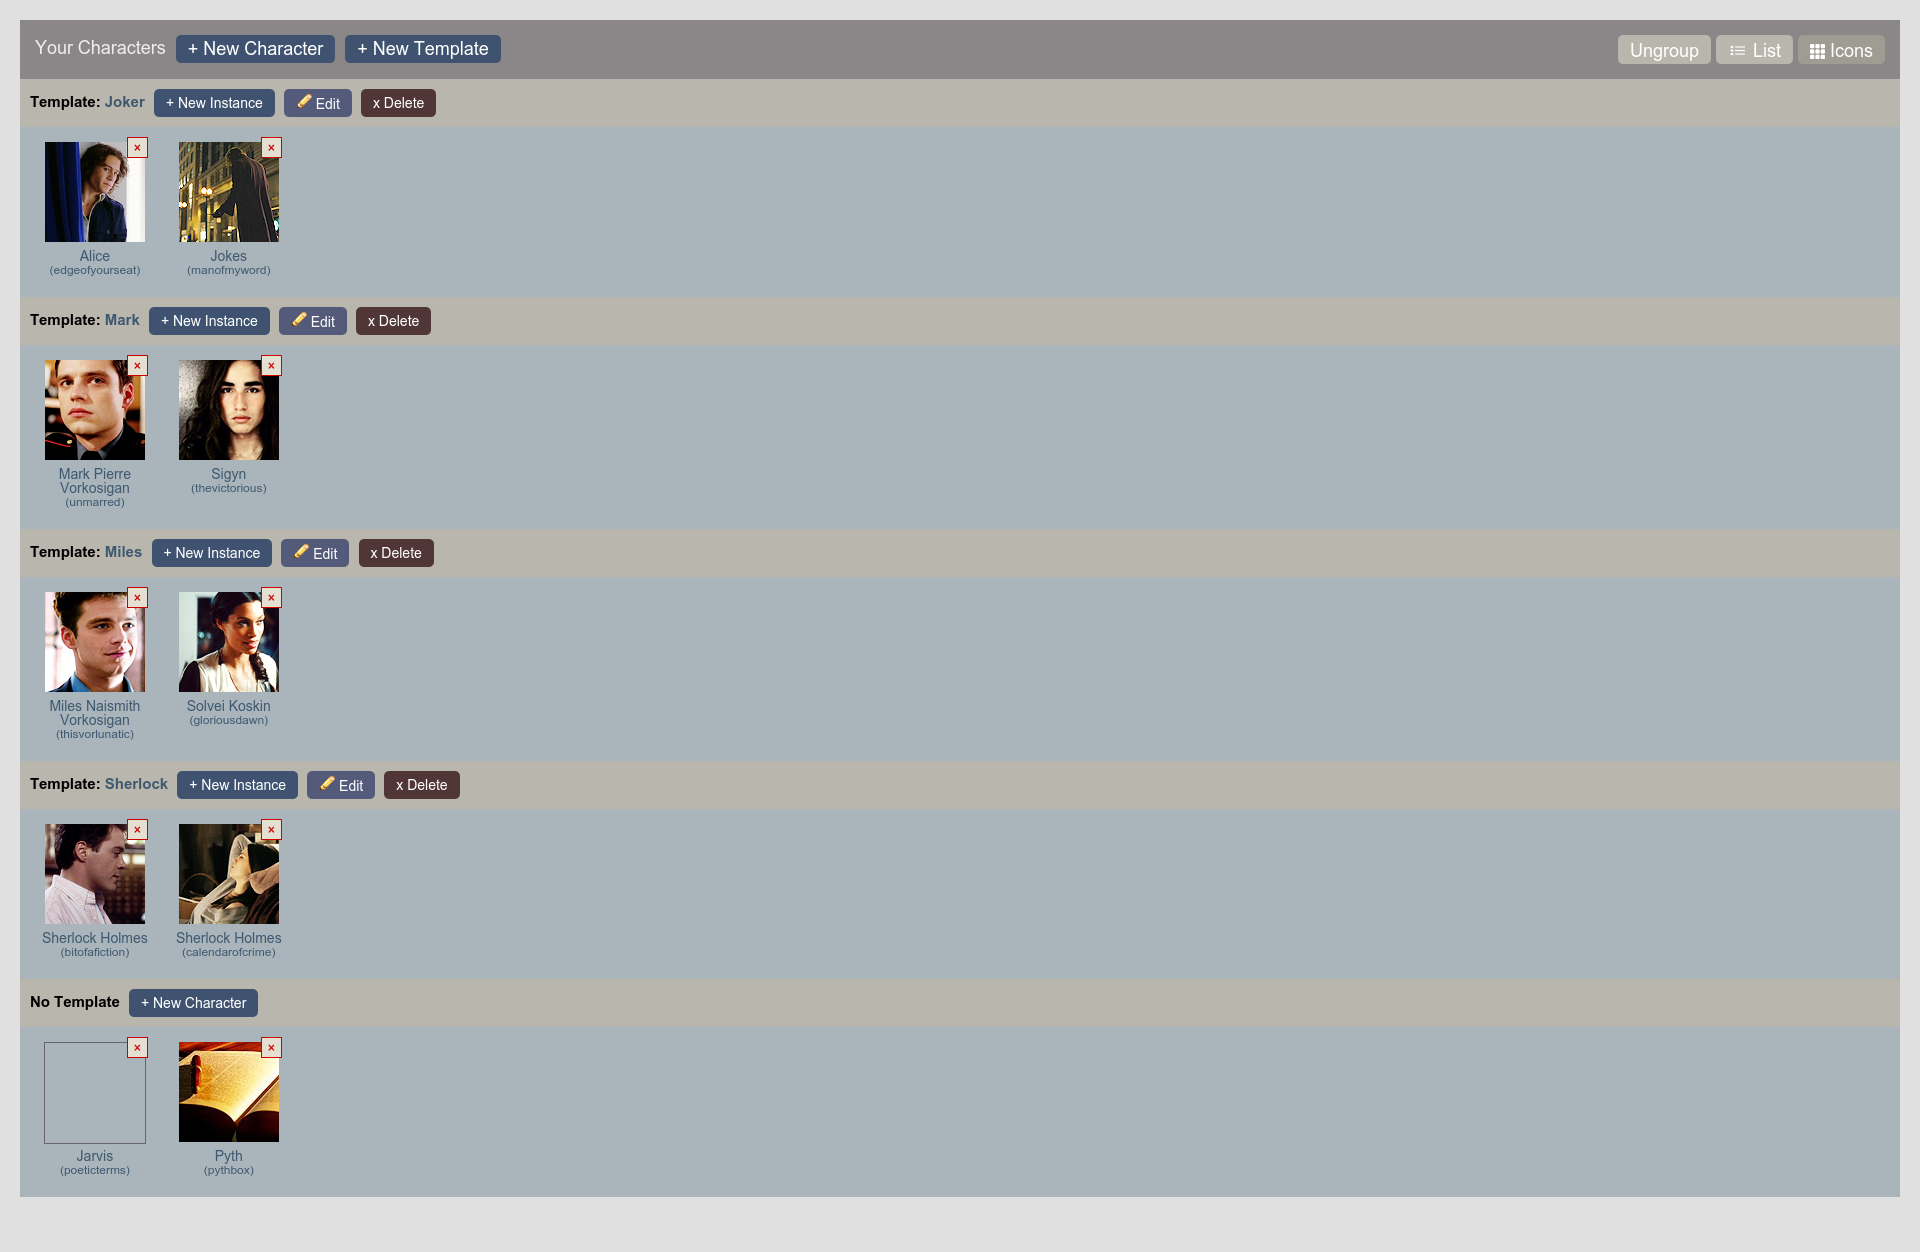 Your Characters + New Character + New Template Ungroup List Icons
Template: Joker + New Instance Edit x Delete
× ×
Alice Jokes
(edgeofyourseat) (manofmyword)
Template: Mark + New Instance Edit x Delete
× ×
Mark Pierre Sigyn
Vorkosigan (thevictorious)
(unmarred)
Template: Miles + New Instance Edit x Delete
× ×
Miles Naismith Solvei Koskin
Vorkosigan (gloriousdawn)
(thisvorlunatic)
Template: Sherlock + New Instance Edit x Delete
× ×
Sherlock Holmes Sherlock Holmes
(bitofafiction) (calendarofcrime)
No Template + New Character
× ×
Jarvis Pyth
(poeticterms) (pythbox)